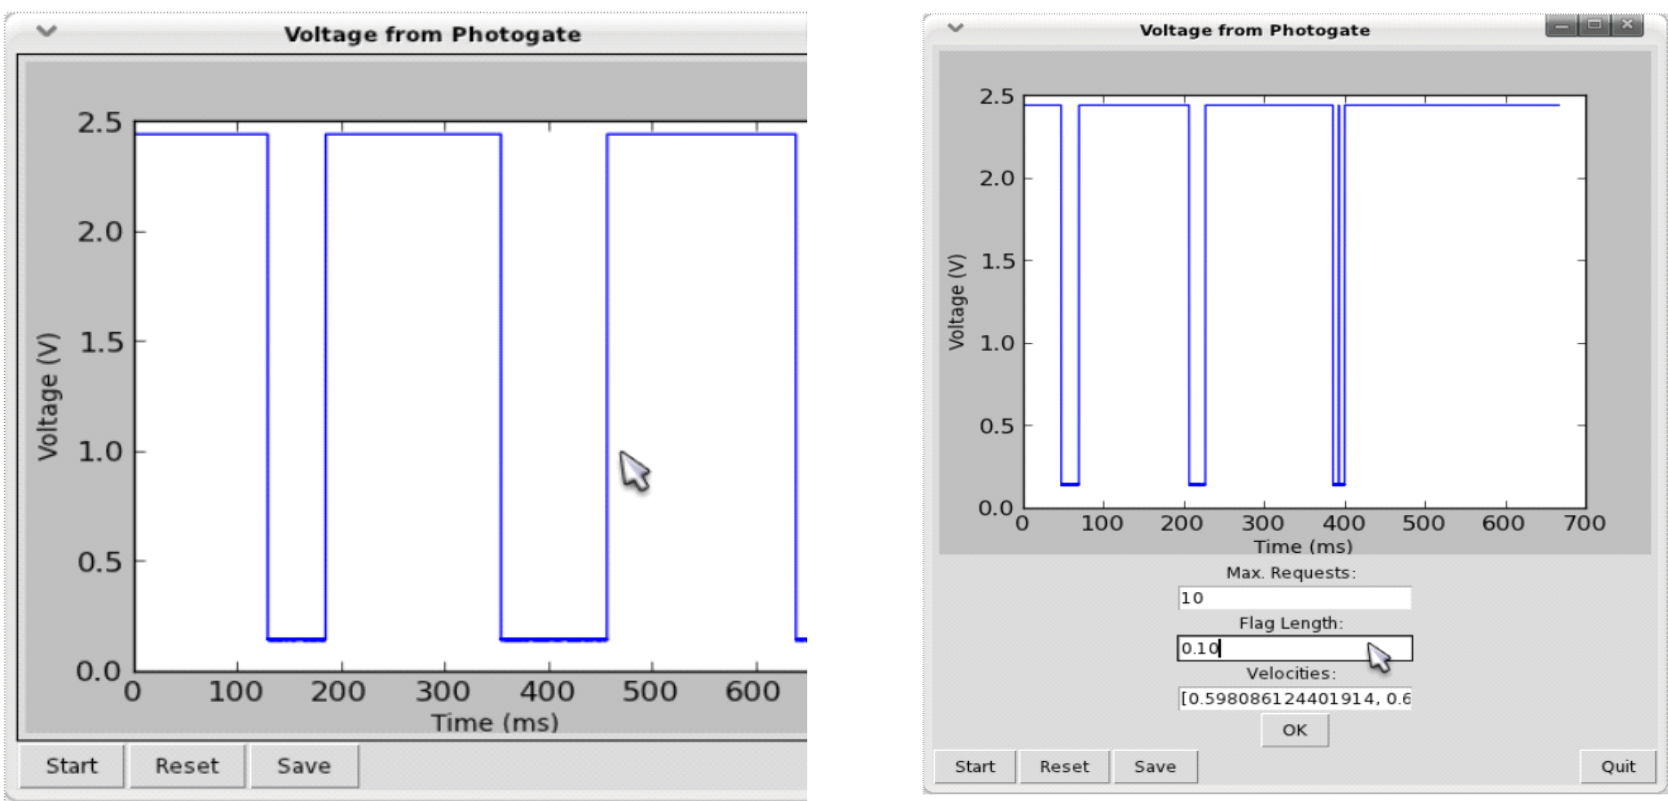 Voltage from Photogate
2.5
2.0
1.5
1.0
0.5
0.0
Voltage (V)
0 100 200 300 400 500 600
Time (ms)
Start Reset Save
Voltage from Photogate
2.5
2.0
1.5
1.0
0.5
0.0
Voltage (V)
0 100 200 300 400 500 600 700
Time (ms)
Max. Requests:
10
Flag Length:
0.10
Velocities:
[0.598086124401914, 0.6
OK
Start Reset Save Quit